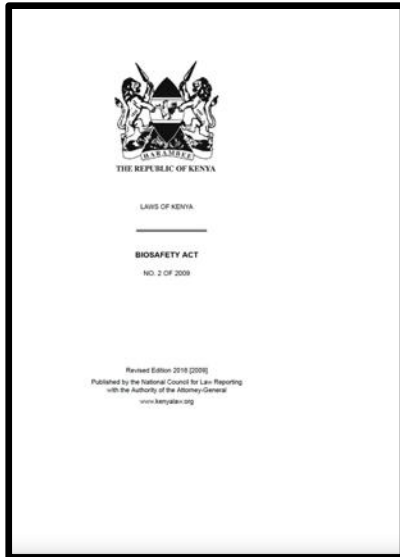 HARAMBEE
THE REPUBLIC OF KENYA
LAWS OF KENYA
BIOSAFETY ACT
NO. 2 OF 2009
Revised Edition 2018 [2009]
Published by the National Council for Law Reporting
with the Authority of the Attorney-General
www.kenyalaw.org